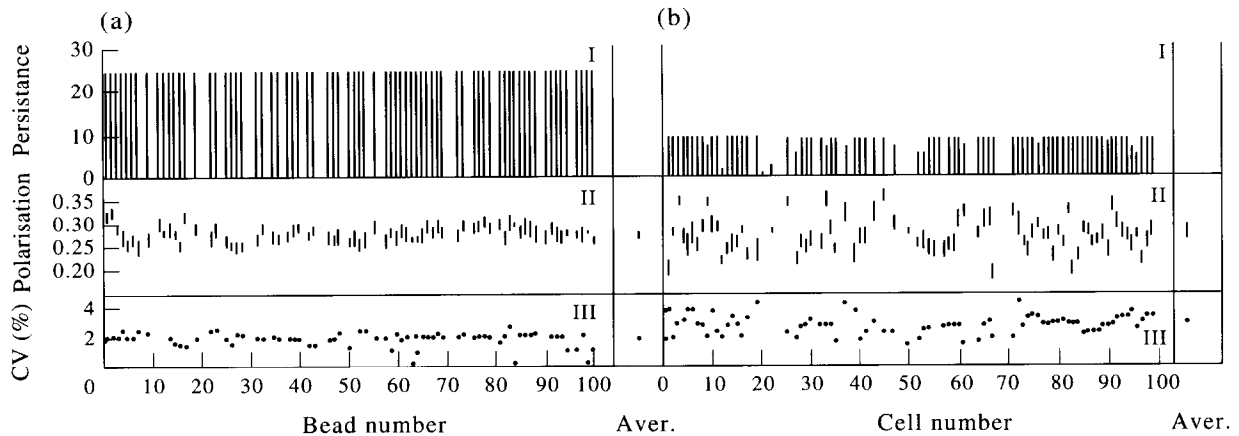 (a)
(b)
Persistance
30
20
10
0
I
I
Polarisation
0.35
0.30
0.25
0.20
II
II
CV (%)
4
2
III
III
0 10 20 30 40 50 60 70 80 90 100
0 10 20 30 40 50 60 70 80 90 100
Bead number
Aver.
Cell number
Aver.